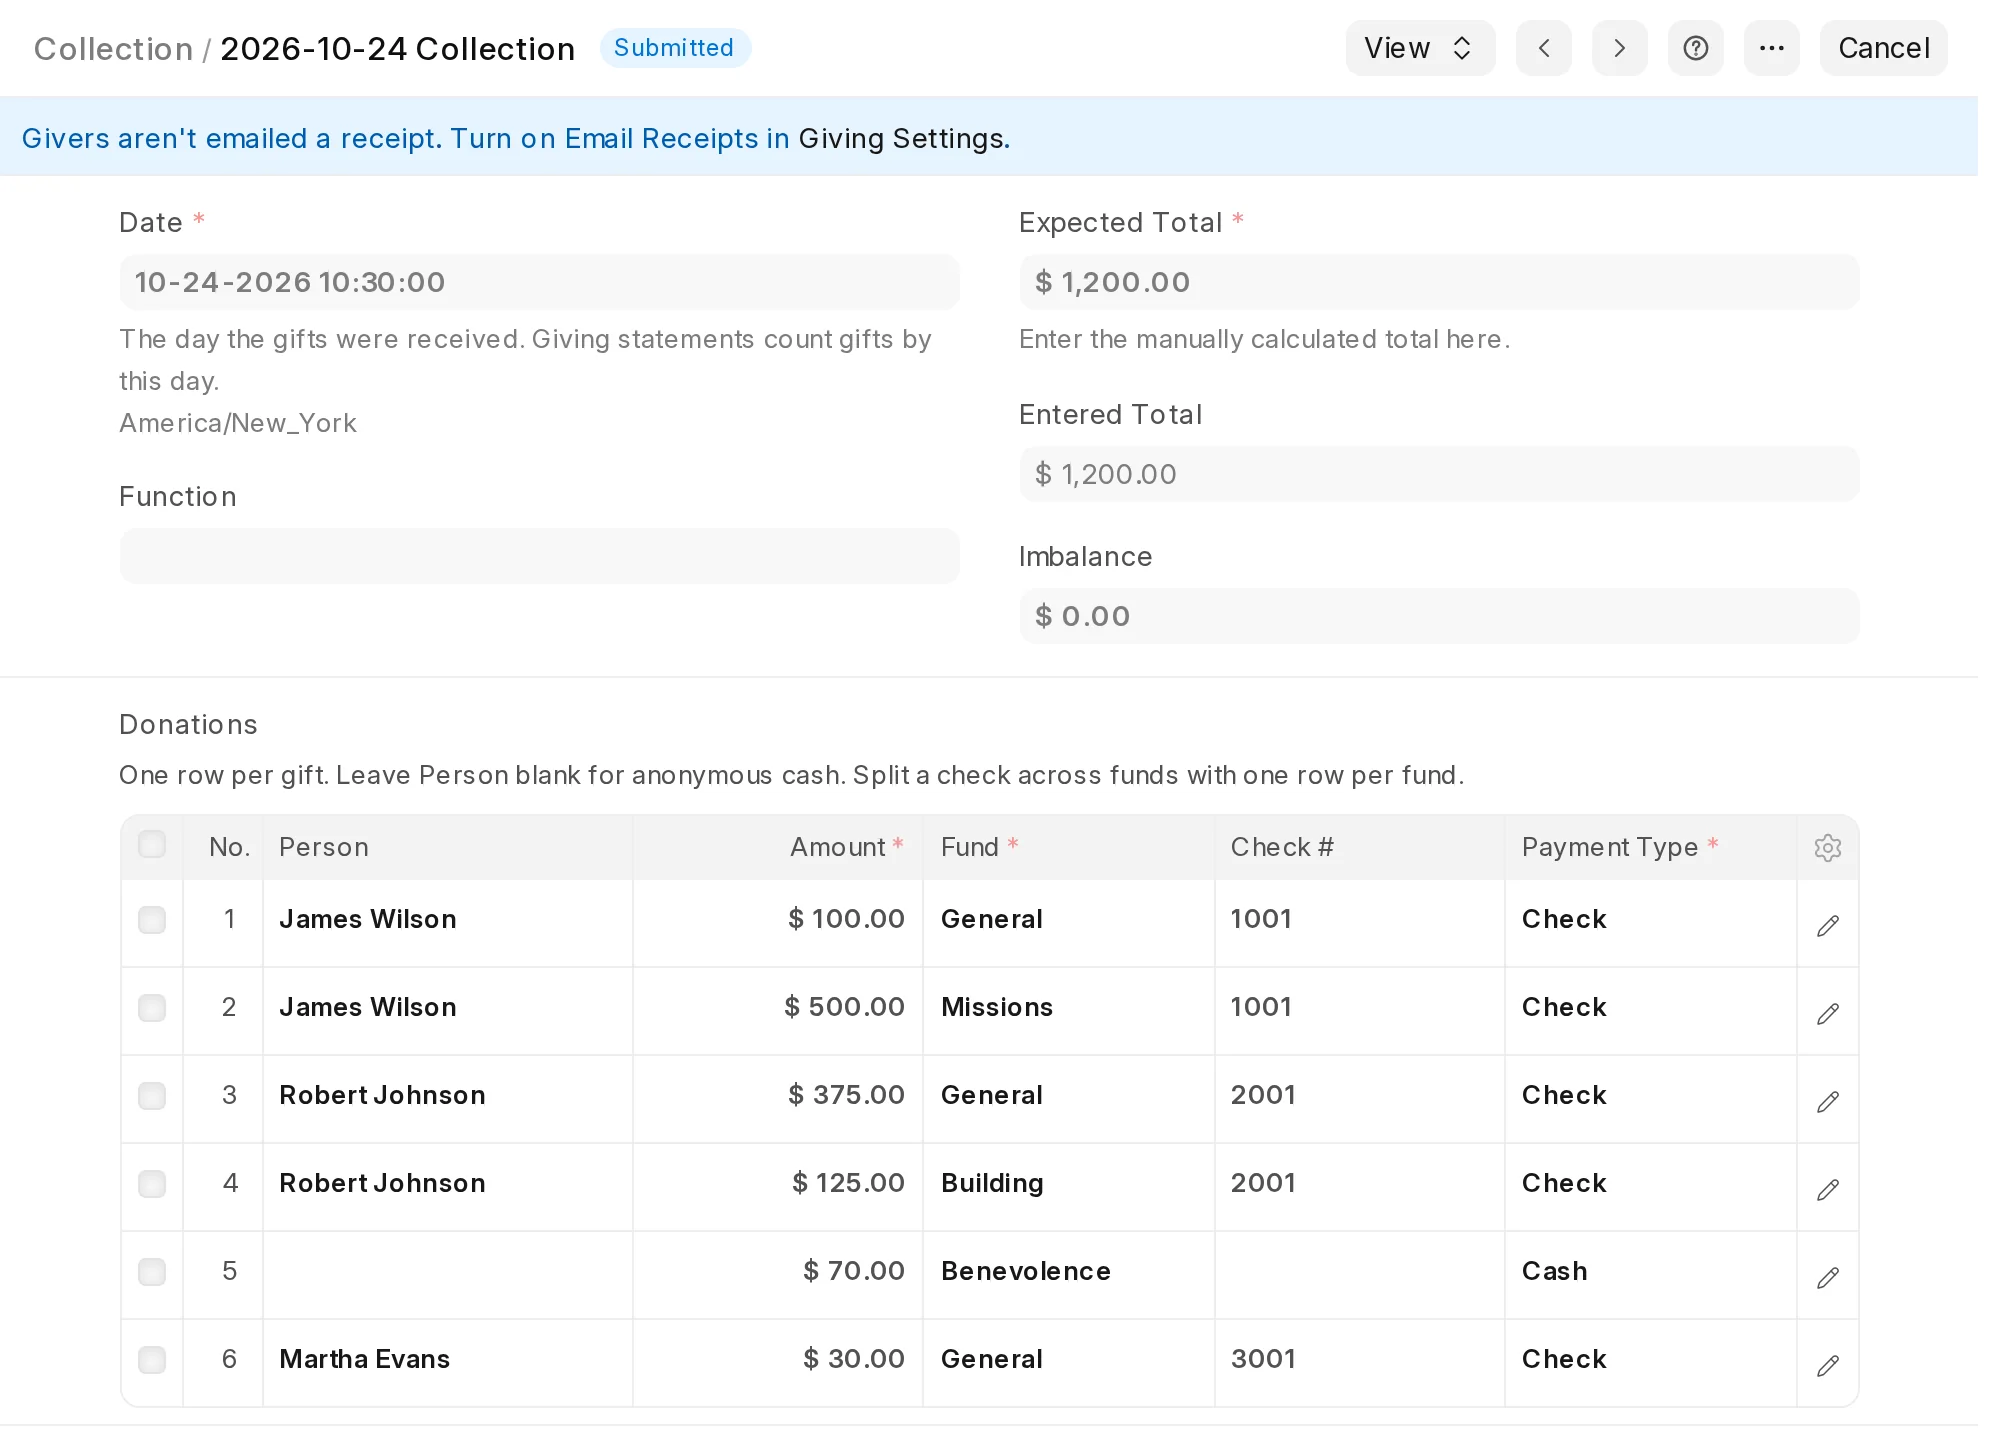 Collection / 2026-10-24 Collection Submitted View Cancel
Givers aren't emailed a receipt. Turn on Email Receipts in Giving Settings.
Date *
10-24-2026 10:30:00
The day the gifts were received. Giving statements count gifts by
this day.
America/New_York
Function
Expected Total *
$ 1,200.00
Enter the manually calculated total here.
Entered Total
$ 1,200.00
Imbalance
$ 0.00
Donations
One row per gift. Leave Person blank for anonymous cash. Split a check across funds with one row per fund.
No. Person Amount * Fund * Check # Payment Type *
1 James Wilson $ 100.00 General 1001 Check
2 James Wilson $ 500.00 Missions 1001 Check
3 Robert Johnson $ 375.00 General 2001 Check
4 Robert Johnson $ 125.00 Building 2001 Check
5 $ 70.00 Benevolence Cash
6 Martha Evans $ 30.00 General 3001 Check